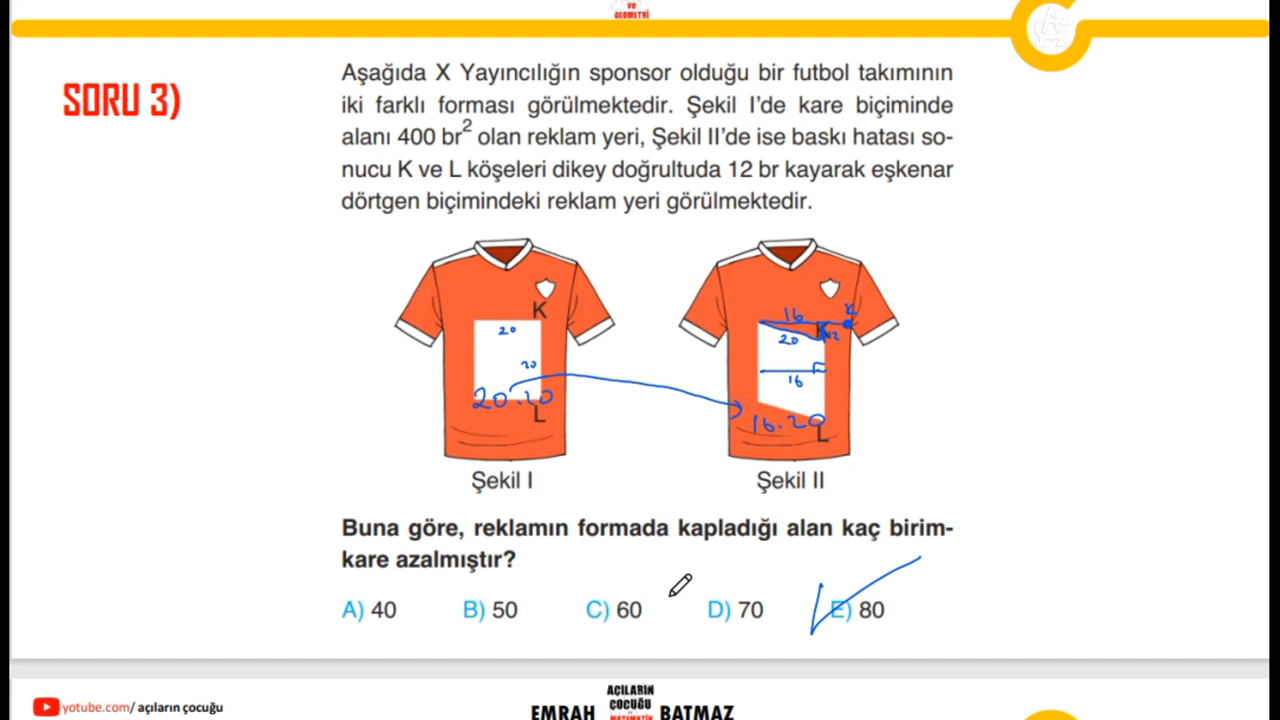 ve
GEOMETRİ
SORU 3)
Aşağıda X Yayıncılığın sponsor olduğu bir futbol takımının
iki farklı forması görülmektedir. Şekil I’de kare biçiminde
alanı 400 br² olan reklam yeri, Şekil II’de ise baskı hatası so-
nucu K ve L köşeleri dikey doğrultuda 12 br kayarak eşkenar
dörtgen biçimindeki reklam yeri görülmektedir.
K
20
20
20.20
L
Şekil I
16
K
20
12
16
16.20
L
Şekil II
Buna göre, reklamın formada kapladığı alan kaç birim-
kare azalmıştır?
A) 40 B) 50 C) 60 D) 70 E) 80
yotube.com/ açıların çocuğu
EMRAH
AÇILARIN
ÇOCUĞU
MATEMATİK
BATMAZ